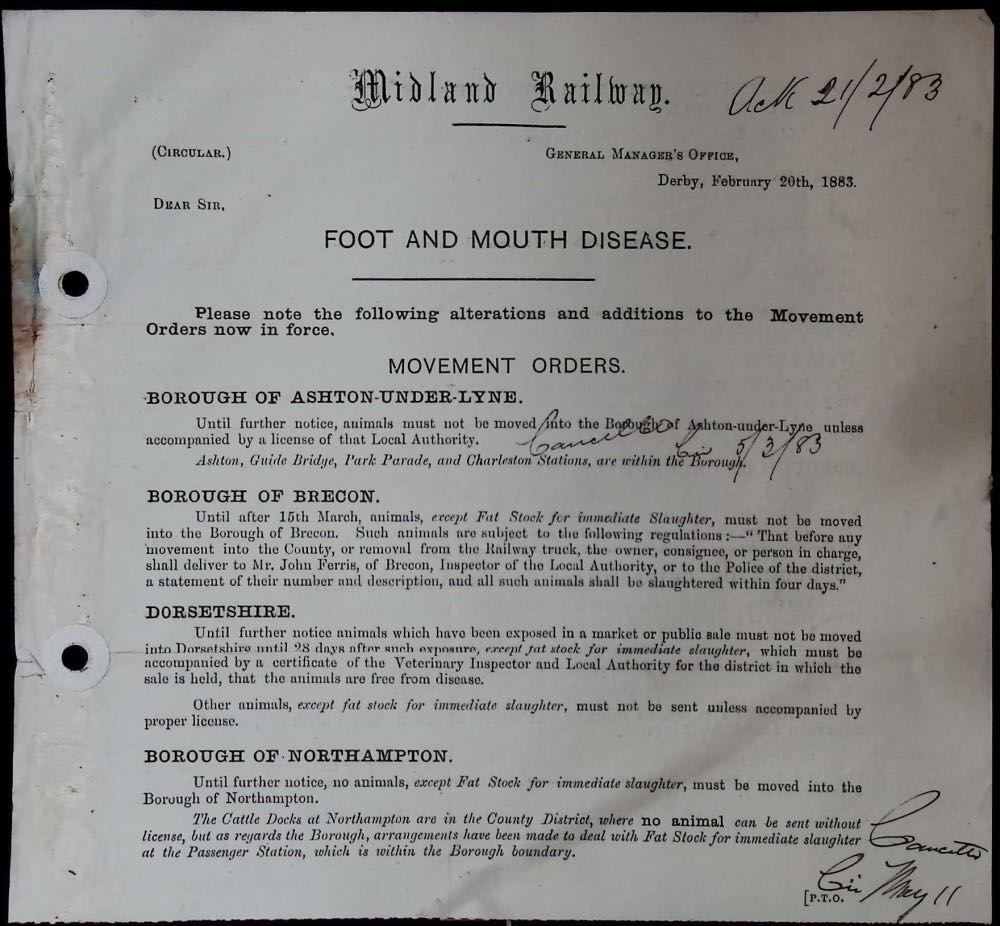 Midland Railway.
Ack 21/2/83
(CIRCULAR.)
GENERAL MANAGER'S OFFICE,
Derby, February 20th, 1883.
DEAR SIR,
FOOT AND MOUTH DISEASE.
Please note the following alterations and additions to the Movement
Orders now in force.
MOVEMENT ORDERS.
BOROUGH OF ASHTON-UNDER-LYNE.
Until further notice, animals must not be moved into the Borough of Ashton-under-Lyne unless
accompanied by a license of that Local Authority.
Cancelled Cir 5/3/83
Ashton, Guide Bridge, Park Parade, and Charleston Stations, are within the Borough.
BOROUGH OF BRECON.
Until after 15th March, animals, except Fat Stock for immediate Slaughter, must not be moved
into the Borough of Brecon. Such animals are subject to the following regulations:—"That before any
movement into the County, or removal from the Railway truck, the owner, consignee, or person in charge,
shall deliver to Mr. John Ferris, of Brecon, Inspector of the Local Authority, or to the Police of the district,
a statement of their number and description, and all such animals shall be slaughtered within four days."
DORSETSHIRE.
Until further notice animals which have been exposed in a market or public sale must not be moved
into Dorsetshire until 28 days after such exposure, except fat stock for immediate slaughter, which must be
accompanied by a certificate of the Veterinary Inspector and Local Authority for the district in which the
sale is held, that the animals are free from disease.
Other animals, except fat stock for immediate slaughter, must not be sent unless accompanied by
proper license.
BOROUGH OF NORTHAMPTON.
Until further notice, no animals, except Fat Stock for immediate slaughter, must be moved into the
Borough of Northampton.
The Cattle Docks at Northampton are in the County District, where no animal can be sent without
license, but as regards the Borough, arrangements have been made to deal with Fat Stock for immediate slaughter
at the Passenger Station, which is within the Borough boundary.
Cir May 11
[P.T.O.